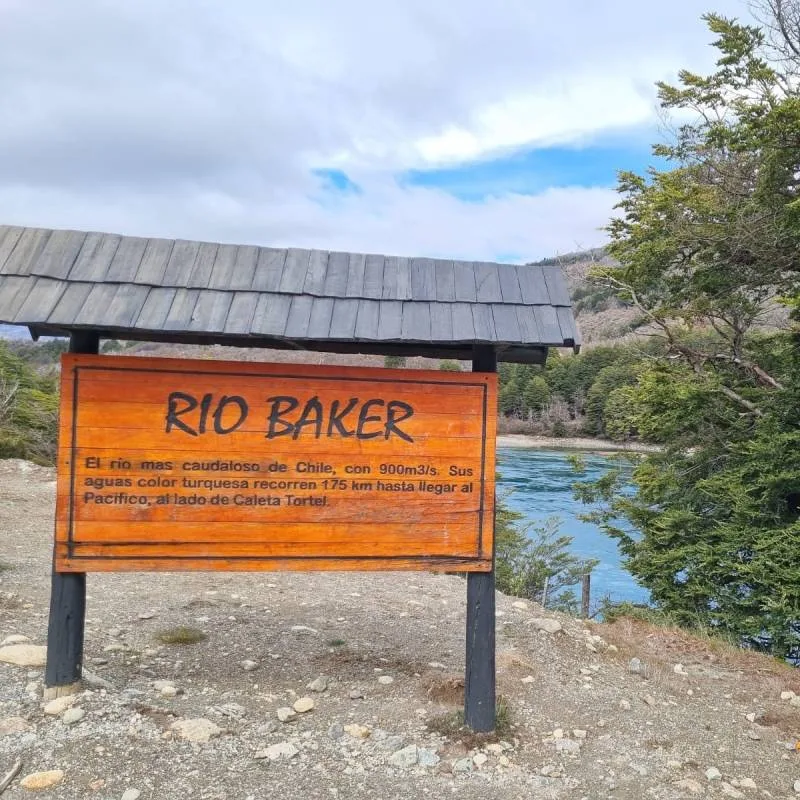 RIO BAKER
El rio mas caudaloso de Chile, con 900m3/s. Sus
aguas color turquesa recorren 175 km hasta llegar al
Pacifico, al lado de Caleta Tortel.